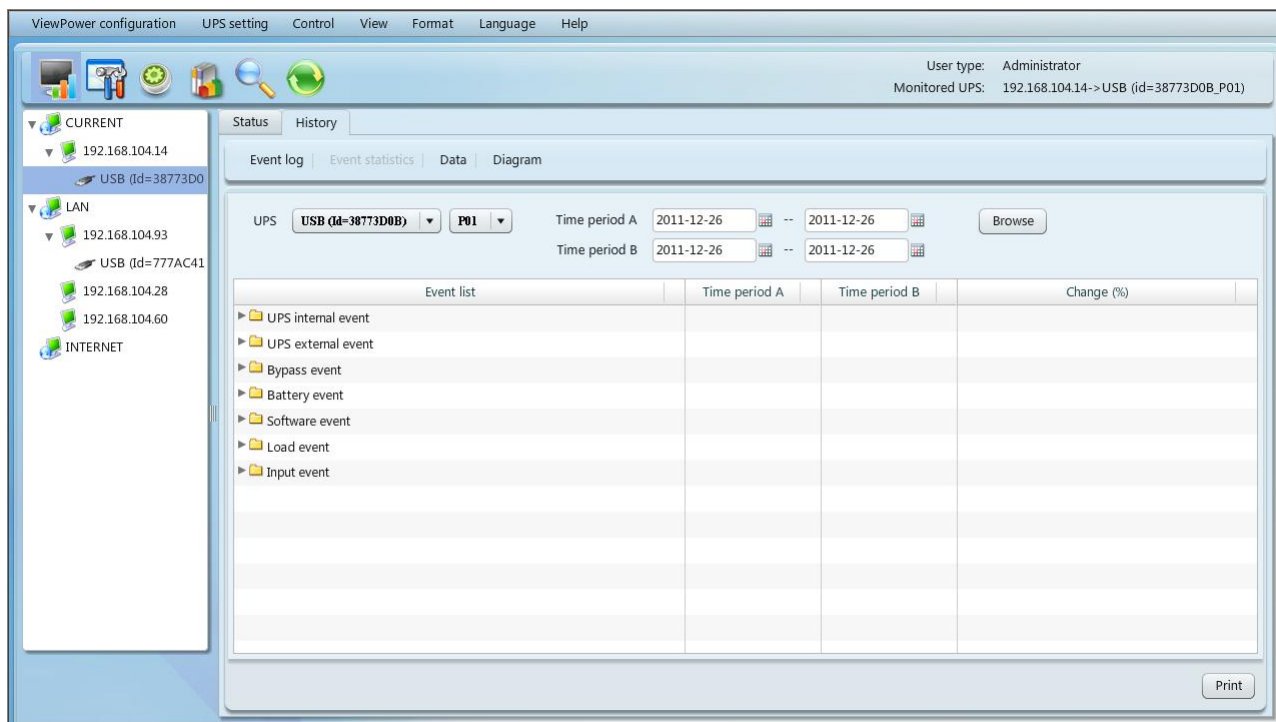 ViewPower configuration UPS setting Control View Format Language Help
User type: Administrator
Monitored UPS: 192.168.104.14->USB (id=38773D0B_P01)
CURRENT
192.168.104.14
USB (Id=38773D0
LAN
192.168.104.93
USB (Id=777AC41
192.168.104.28
192.168.104.60
INTERNET
Status History
Event log Event statistics Data Diagram
UPS USB (Id=38773D0B) P01 Time period A 2011-12-26 -- 2011-12-26 Browse
Time period B 2011-12-26 -- 2011-12-26
Event list Time period A Time period B Change (%)
UPS internal event
UPS external event
Bypass event
Battery event
Software event
Load event
Input event
Print